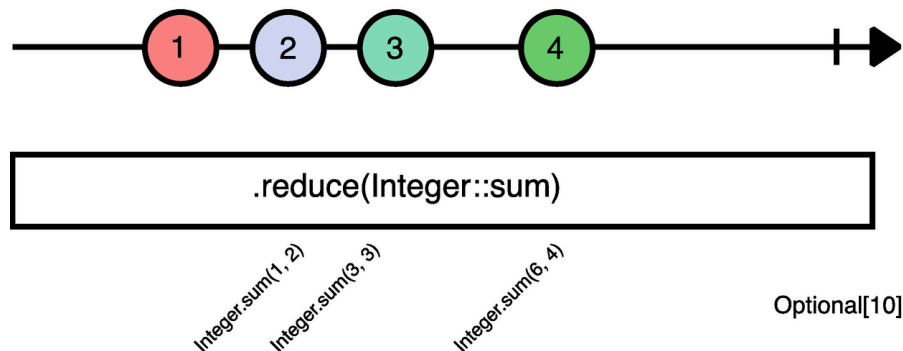 1 2 3 4
.reduce(Integer::sum)
Integer.sum(1, 2)
Integer.sum(3, 3)
Integer.sum(6, 4)
Optional[10]